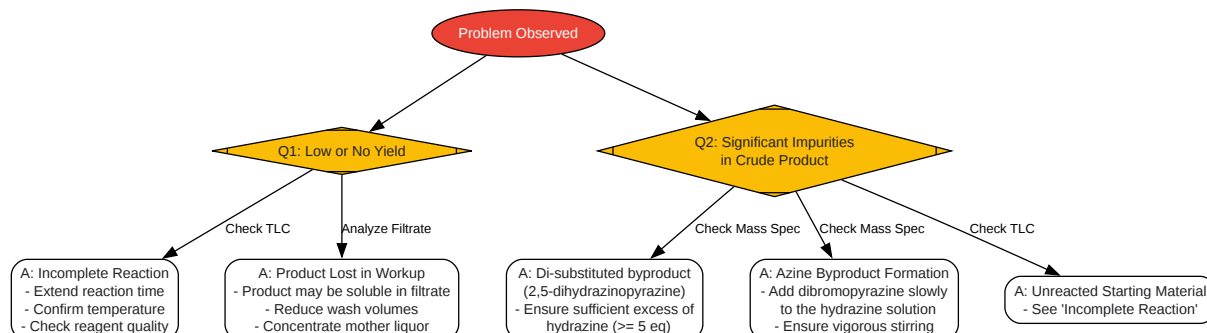 Problem Observed
Q1: Low or No Yield
Q2: Significant Impurities
in Crude Product
Check TLC
Analyze Filtrate
Check Mass Spec
Check Mass Spec
Check TLC
A: Incomplete Reaction
- Extend reaction time
- Confirm temperature
- Check reagent quality
A: Product Lost in Workup
- Product may be soluble in filtrate
- Reduce wash volumes
- Concentrate mother liquor
A: Di-substituted byproduct
(2,5-dihydrazinopyrazine)
- Ensure sufficient excess of
hydrazine (>= 5 eq)
A: Azine Byproduct Formation
- Add dibromopyrazine slowly
to the hydrazine solution
- Ensure vigorous stirring
A: Unreacted Starting Material
- See 'Incomplete Reaction'